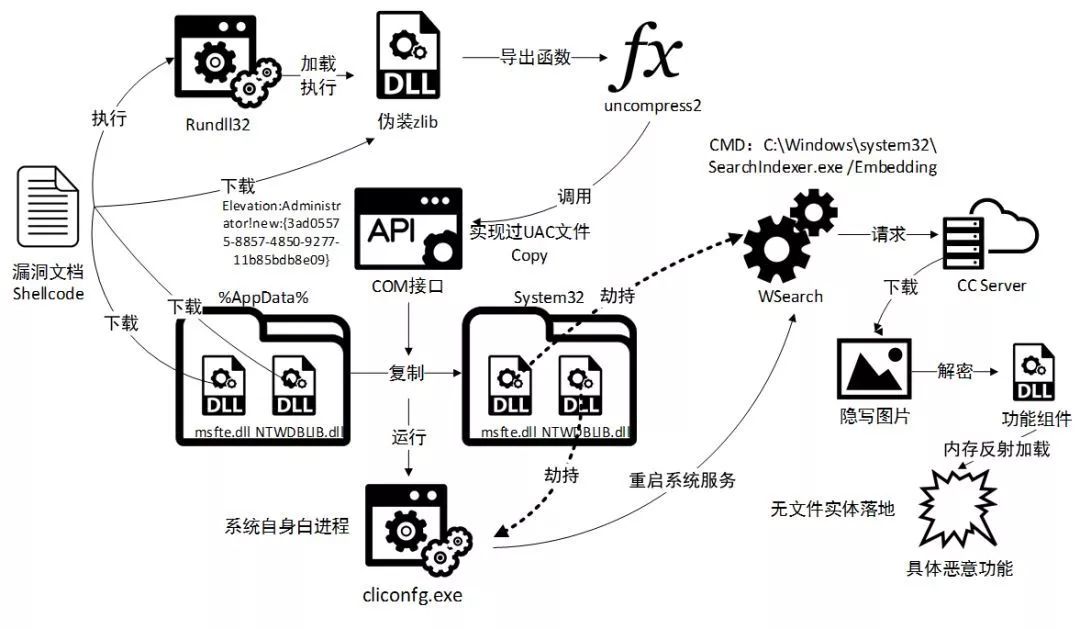 DLL
加载
执行
导出函数
fx
uncompress2
执行
Rundll32
伪装zlib
CMD：C:\Windows\system32\
SearchIndexer.exe /Embedding
下载
Elevation:Administr
ator!new:{3ad0557
5-8857-4850-9277-
11b85bdb8e09}
API
调用
实现过UAC文件
Copy
请求
漏洞文档
Shellcode
COM接口
WSearch
CC Server
下载
%AppData%
System32
劫持
下载
下载
DLL
DLL
复制
DLL
DLL
解密
DLL
msfte.dll NTWDBLIB.dll
msfte.dll NTWDBLIB.dll
隐写图片
功能组件
运行
内存反射加载
劫持
重启系统服务
无文件实体落地
系统自身白进程
具体恶意功能
cliconfg.exe